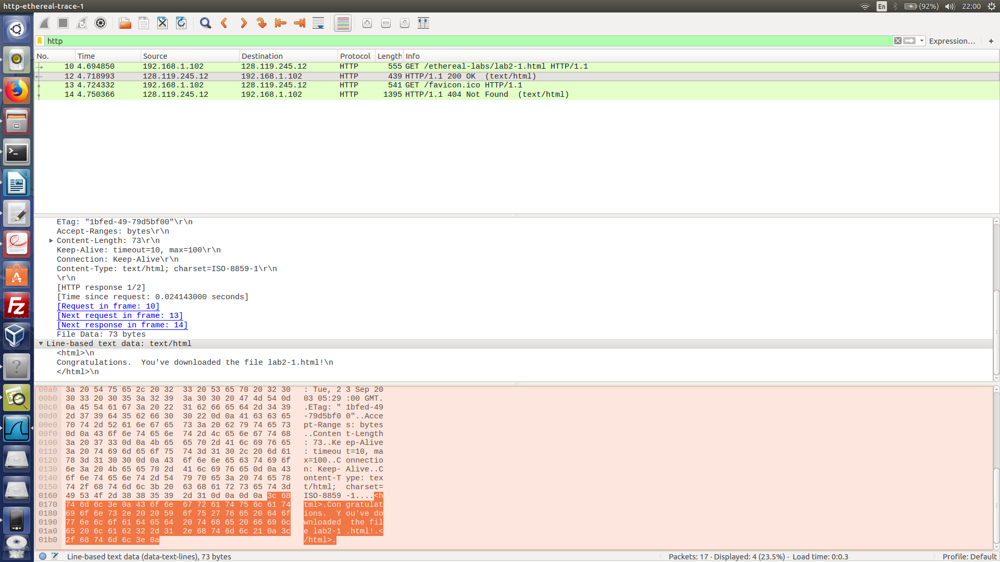 http-ethereal-trace-1
En
(92%)
22:00
http
Expression…
+
No. Time Source Destination Protocol Length Info
10 4.694850 192.168.1.102 128.119.245.12 HTTP 555 GET /ethereal-labs/lab2-1.html HTTP/1.1
12 4.718993 128.119.245.12 192.168.1.102 HTTP 439 HTTP/1.1 200 OK  (text/html)
13 4.724332 192.168.1.102 128.119.245.12 HTTP 541 GET /favicon.ico HTTP/1.1
14 4.750366 128.119.245.12 192.168.1.102 HTTP 1395 HTTP/1.1 404 Not Found  (text/html)
ETag: "1bfed-49-79d5bf00"\r\n
Accept-Ranges: bytes\r\n
Content-Length: 73\r\n
Keep-Alive: timeout=10, max=100\r\n
Connection: Keep-Alive\r\n
Content-Type: text/html; charset=ISO-8859-1\r\n
\r\n
[HTTP response 1/2]
[Time since request: 0.024143000 seconds]
[Request in frame: 10]
[Next request in frame: 13]
[Next response in frame: 14]
File Data: 73 bytes
Line-based text data: text/html
<html>\n
Congratulations.  You've downloaded the file lab2-1.html!\n
</html>\n
00a0 3a 20 54 75 65 2c 20 32  33 20 53 65 70 20 32 30 : Tue, 2 3 Sep 20
00b0 30 33 20 30 35 3a 32 39  3a 30 30 20 47 4d 54 0d 03 05:29 :00 GMT.
00c0 0a 45 54 61 67 3a 20 22  31 62 66 65 64 2d 34 39 .ETag: " 1bfed-49
00d0 2d 37 39 64 35 62 66 30  30 22 0d 0a 41 63 63 65 -79d5bf0 0"..Acce
00e0 70 74 2d 52 61 6e 67 65  73 3a 20 62 79 74 65 73 pt-Range s: bytes
00f0 0d 0a 43 6f 6e 74 65 6e  74 2d 4c 65 6e 67 74 68 ..Conten t-Length
0100 3a 20 37 33 0d 0a 4b 65  65 70 2d 41 6c 69 76 65 : 73..Ke ep-Alive
0110 3a 20 74 69 6d 65 6f 75  74 3d 31 30 2c 20 6d 61 : timeou t=10, ma
0120 78 3d 31 30 30 0d 0a 43  6f 6e 6e 65 63 74 69 6f x=100..C onnectio
0130 6e 3a 20 4b 65 65 70 2d  41 6c 69 76 65 0d 0a 43 n: Keep- Alive..C
0140 6f 6e 74 65 6e 74 2d 54  79 70 65 3a 20 74 65 78 ontent-T ype: tex
0150 74 2f 68 74 6d 6c 3b 20  63 68 61 72 73 65 74 3d t/html;  charset=
0160 49 53 4f 2d 38 38 35 39  2d 31 0d 0a 0d 0a 3c 68 ISO-8859 -1....<h
0170 74 6d 6c 3e 0a 43 6f 6e  67 72 61 74 75 6c 61 74 tml>.Con gratulat
0180 69 6f 6e 73 2e 20 20 59  6f 75 27 76 65 20 64 6f ions.  Y ou've do
0190 77 6e 6c 6f 61 64 65 64  20 74 68 65 20 66 69 6c wnloaded  the fil
01a0 65 20 6c 61 62 32 2d 31  2e 68 74 6d 6c 21 0a 3c e lab2-1 .html!.<
01b0 2f 68 74 6d 6c 3e 0a /html>.
Line-based text data (data-text-lines), 73 bytes
Packets: 17 · Displayed: 4 (23.5%) · Load time: 0:0.3
Profile: Default